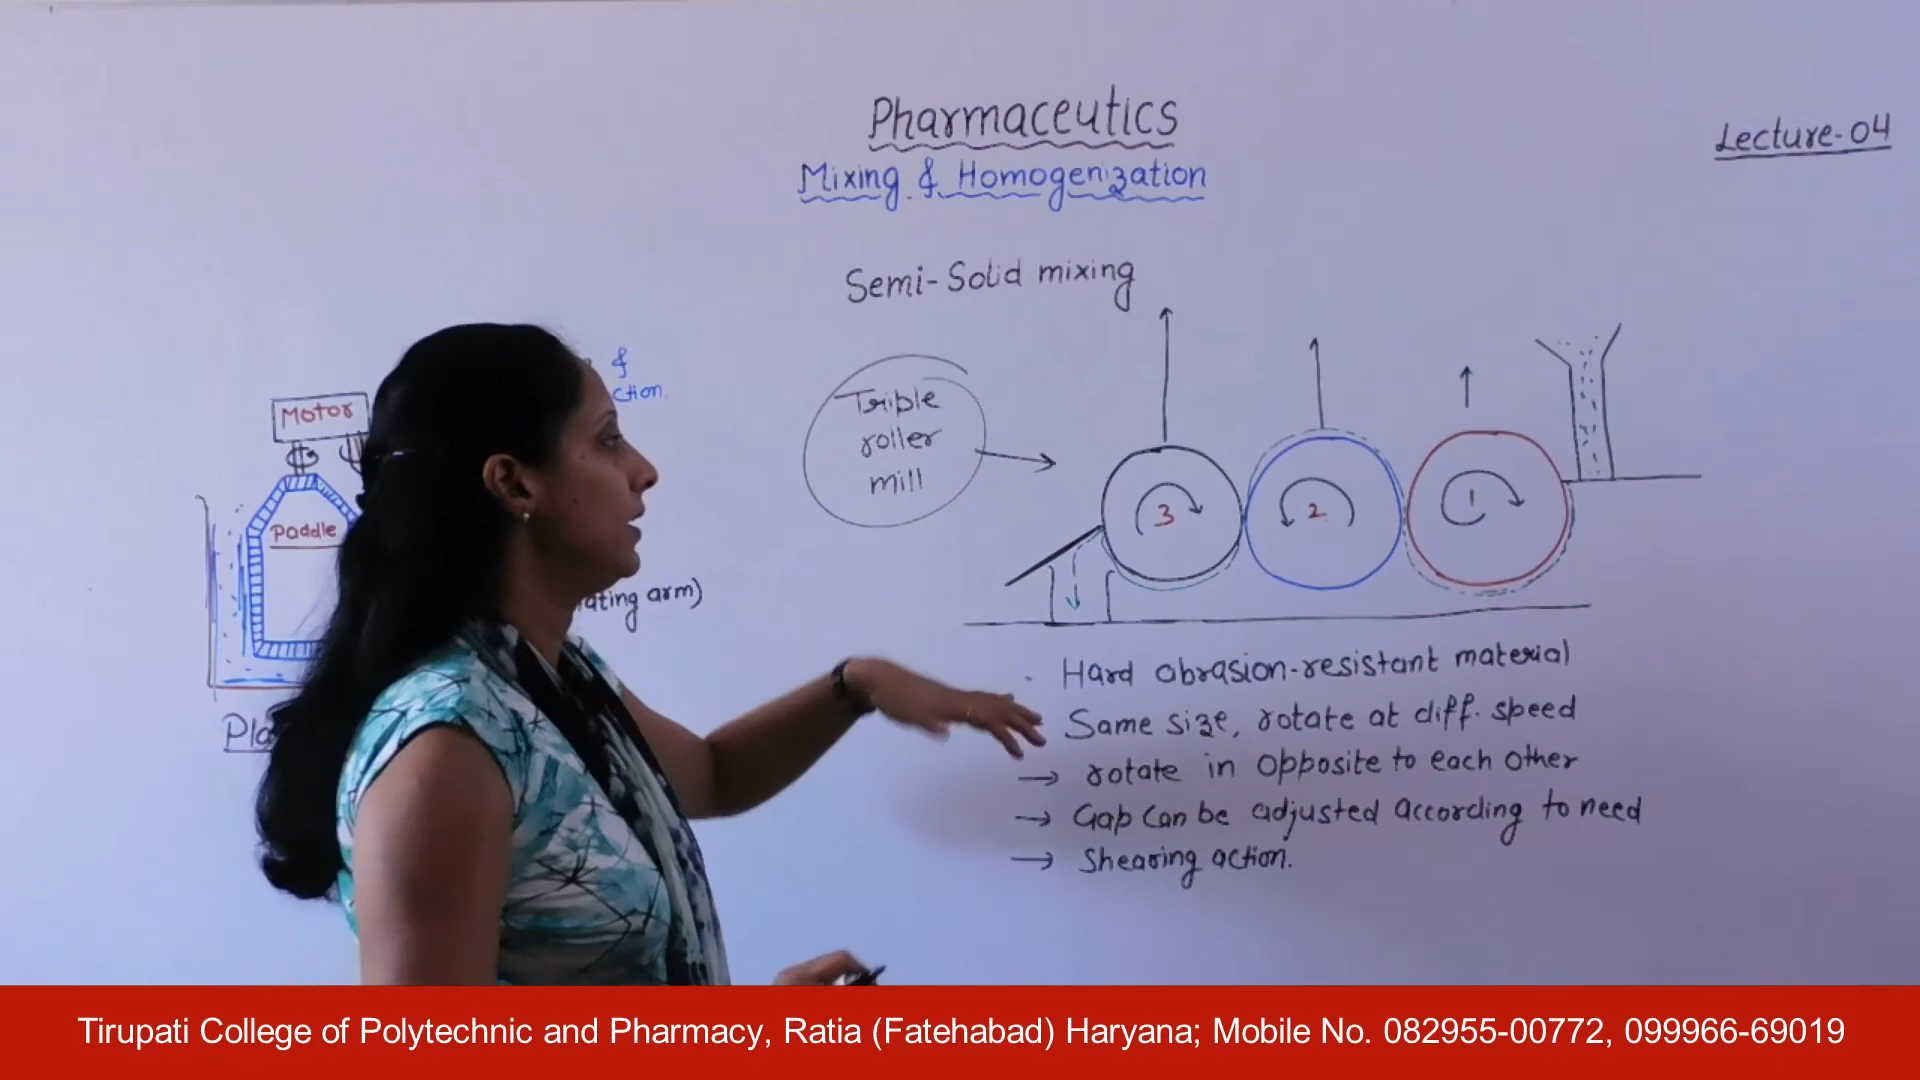 Pharmaceutics
Lecture-04
Mixing & Homogenization
Semi-Solid mixing
&
Motor
Paddle
Triple
roller
mill
3
2
1
arm)
Hard abrasion-resistant material
Same size, rotate at diff. speed
→ rotate in opposite to each other
→ Gap can be adjusted according to need
→ Shearing action.
Tirupati College of Polytechnic and Pharmacy, Ratia (Fatehabad) Haryana; Mobile No. 082955-00772, 099966-69019